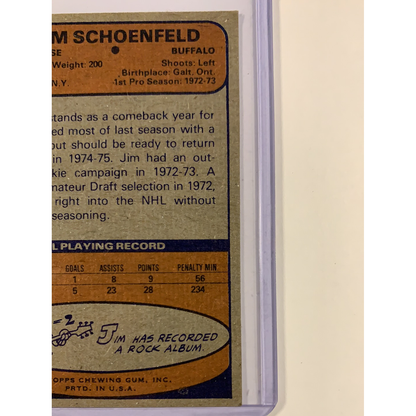 M SCHOENFELD
SE BUFFALO
Weight: 200 Shoots: Left
Birthplace: Galt, Ont.
N Y 1st Pro Season: 1972-73
stands as a comeback year for
ed most of last season with a
out should be ready to return
in 1974-75. Jim had an out-
kie campaign in 1972-73. A
nateur Draft selection in 1972,
right into the NHL without
seasoning.
L PLAYING RECORD
GOALS ASSISTS POINTS PENALTY MIN.
1 8 9 56
5 23 28 234
JIM HAS RECORDED
A ROCK ALBUM.
OPPS CHEWING GUM, INC.
PRTD. IN U.S.A.